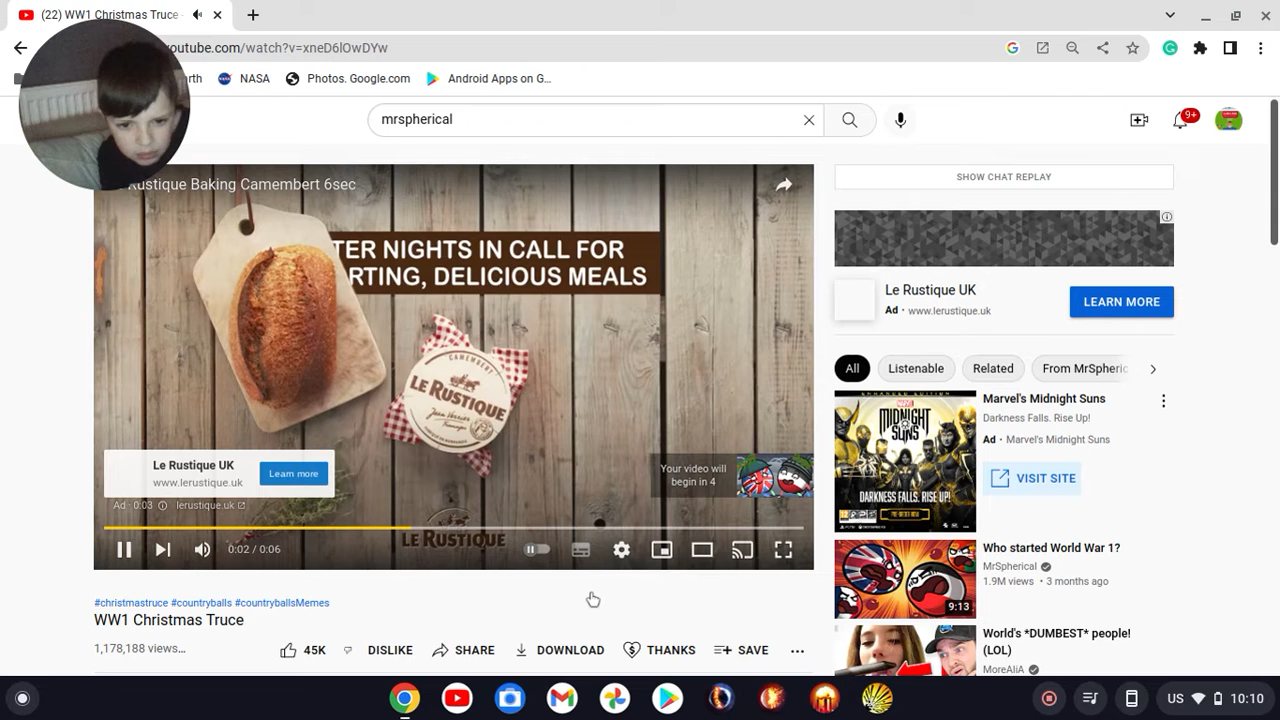 (22) WW1 Christmas Truce
youtube.com/watch?v=xneD6lOwDYw
rth
NASA
Photos. Google.com
Android Apps on G...
mrspherical
9+
Rustique Baking Camembert 6sec
TER NIGHTS IN CALL FOR
RTING, DELICIOUS MEALS
CAMEMBERT
LE RUSTIQUE
LE RUSTIQUE
Le Rustique UK
www.lerustique.uk
Learn more
Your video will
begin in 4
Ad · 0:03
lerustique.uk
0:02 / 0:06
#christmastruce #countryballs #countryballsMemes
WW1 Christmas Truce
1,178,188 views...
45K
DISLIKE
SHARE
DOWNLOAD
THANKS
SAVE
SHOW CHAT REPLAY
Le Rustique UK
Ad · www.lerustique.uk
LEARN MORE
All
Listenable
Related
From MrSpheric
MARVEL
MIDNIGHT
SUNS
DARKNESS FALLS. RISE UP!
Marvel's Midnight Suns
Darkness Falls. Rise Up!
Ad · Marvel's Midnight Suns
VISIT SITE
9:13
Who started World War 1?
MrSpherical
1.9M views · 3 months ago
World's *DUMBEST* people!
(LOL)
MoreAliA
US
10:10